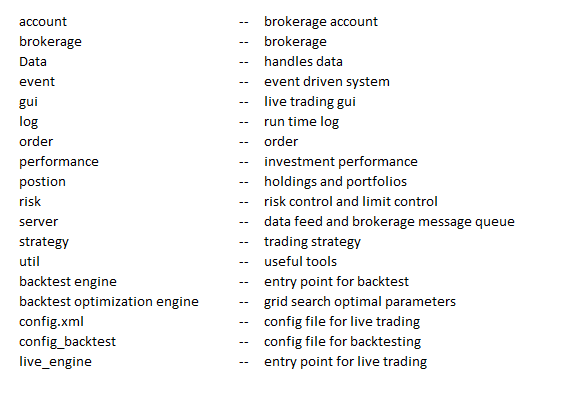 account -- brokerage account
brokerage -- brokerage
Data -- handles data
event -- event driven system
gui -- live trading gui
log -- run time log
order -- order
performance -- investment performance
postion -- holdings and portfolios
risk -- risk control and limit control
server -- data feed and brokerage message queue
strategy -- trading strategy
util -- useful tools
backtest engine -- entry point for backtest
backtest optimization engine -- grid search optimal parameters
config.xml -- config file for live trading
config_backtest -- config file for backtesting
live_engine -- entry point for live trading